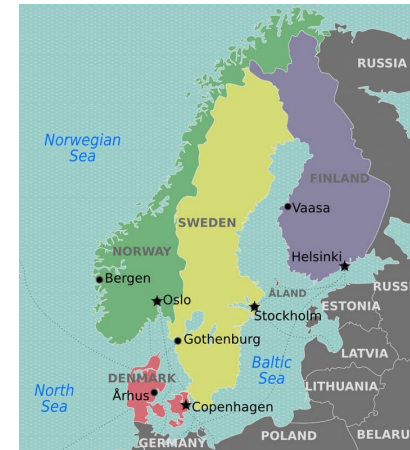 RUSSIA
Norwegian
Sea
FINLAND
Vaasa
SWEDEN
NORWAY
Helsinki
Bergen
ÅLAND
RUSS
Oslo
ESTONIA
Stockholm
Gothenburg
LATVIA
Baltic
Sea
DENMARK
North
Sea
LITHUANIA
Århus
Copenhagen
POLAND
BELARU
GERMANY